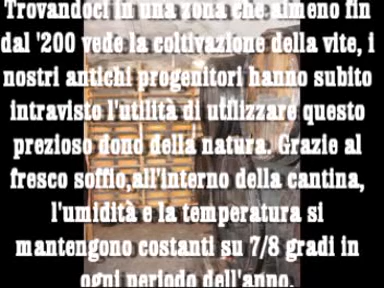 Trovandoci in una zona che almeno fin
dal '200 vede la coltivazione della vite, i
nostri antichi progenitori hanno subito
intravisto l'utilità di utilizzare questo
prezioso dono della natura. Grazie al
fresco soffio,all'interno della cantina,
l'umidità e la temperatura si
mantengono costanti su 7/8 gradi in
ogni periodo dell'anno.